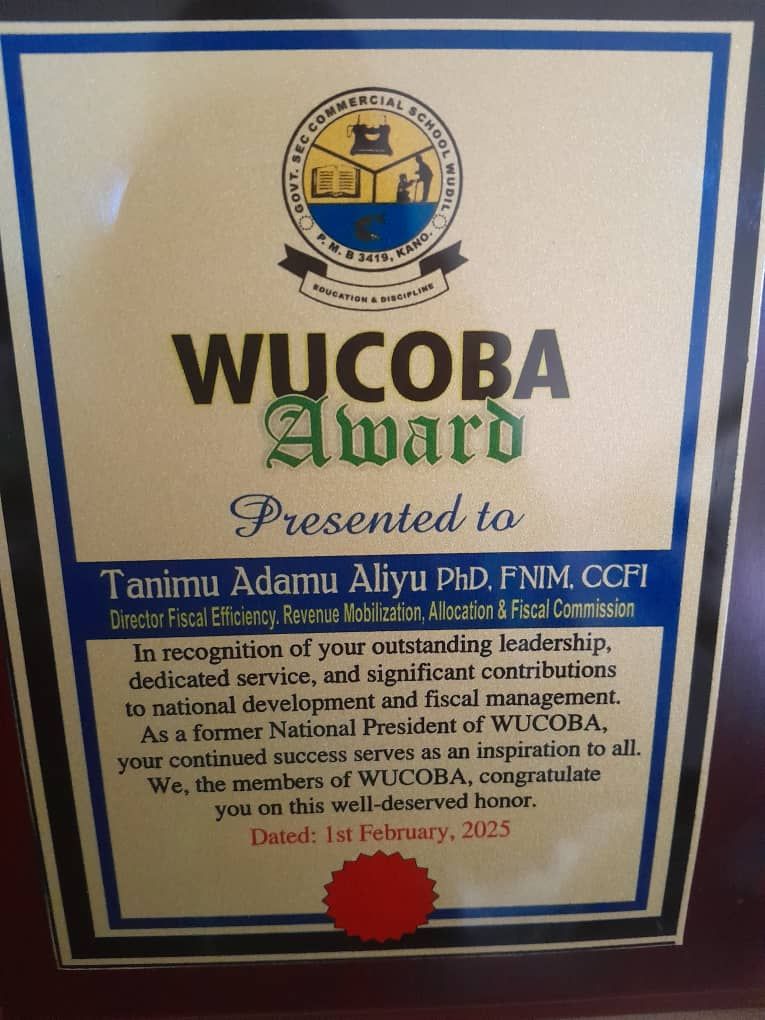 GOVT. SEC COMMERCIAL SCHOOL WUDIL
P. M. B 3419, KANO.
EDUCATION & DISCIPLINE
WUCOBA
Award
Presented to
Tanimu Adamu Aliyu PhD, FNIM, CCFI
Director Fiscal Efficiency. Revenue Mobilization, Allocation & Fiscal Commission
In recognition of your outstanding leadership,
dedicated service, and significant contributions
to national development and fiscal management.
As a former National President of WUCOBA,
your continued success serves as an inspiration to all.
We, the members of WUCOBA, congratulate
you on this well-deserved honor.
Dated: 1st February, 2025